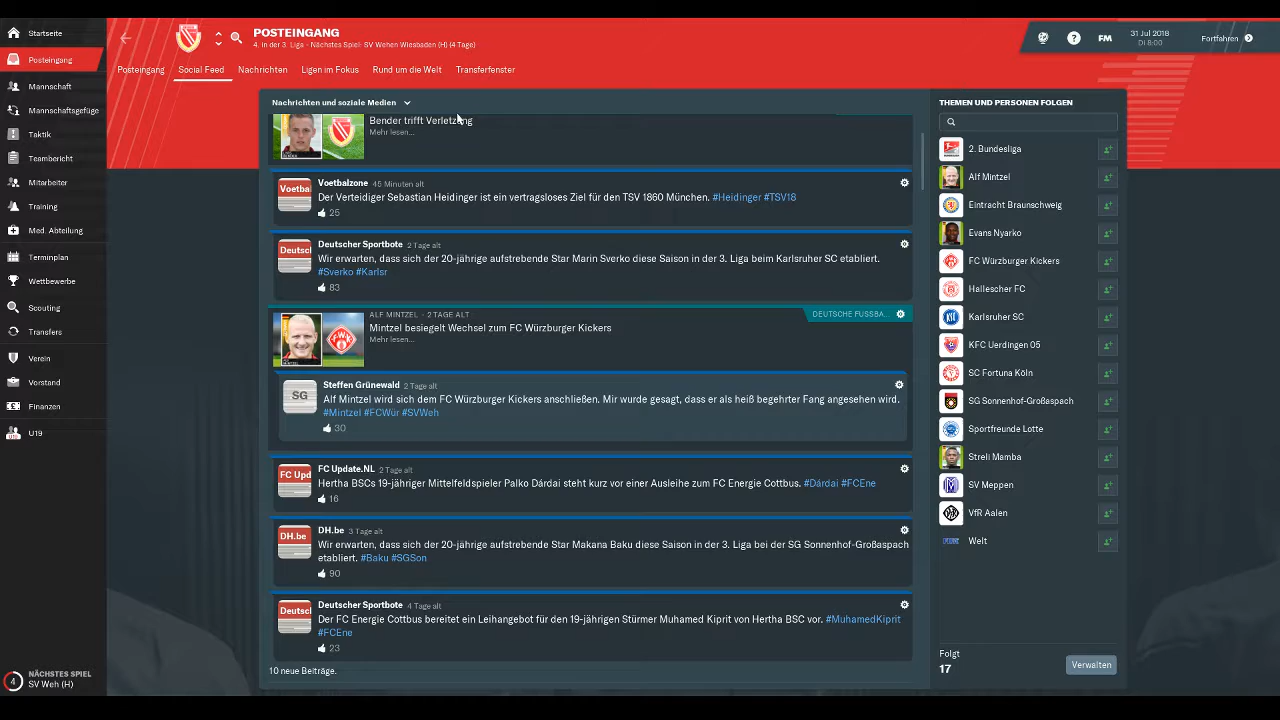 Startseite
Posteingang
Mannschaft
Mannschaftsgefüge
Taktik
Teambericht
Mitarbeiter
Training
Med. Abteilung
Terminplan
Wettbewerbe
Scouting
Transfers
Verein
Vorstand
Finanzen
U19
U19
4
NÄCHSTES SPIEL
SV Weh (H)
POSTEINGANG
4. in der 3. Liga - Nächstes Spiel: SV Wehen Wiesbaden (H) (4 Tage)
FM
31 Jul 2018
DI 8:00
Fortfahren
Posteingang
Social Feed
Nachrichten
Ligen im Fokus
Rund um die Welt
Transferfenster
Nachrichten und soziale Medien
Bender trifft Verletzung
Mehr lesen...
Voetba
Voetbalzone 45 Minuten alt
Der Verteidiger Sebastian Heidinger ist ein vertragsloses Ziel für den TSV 1860 München. #Heidinger #TSV18
25
Deutsc
Deutscher Sportbote 2 Tage alt
Wir erwarten, dass sich der 20-jährige aufstrebende Star Marin Sverko diese Saison in der 3. Liga beim Karlsruher SC etabliert.
#Sverko #Karlsr
83
ALF MINTZEL - 2 TAGE ALT
DEUTSCHE FUSSBA...
Mintzel besiegelt Wechsel zum FC Würzburger Kickers
Mehr lesen...
SG
Steffen Grünewald 2 Tage alt
Alf Mintzel wird sich dem FC Würzburger Kickers anschließen. Mir wurde gesagt, dass er als heiß begehrter Fang angesehen wird.
#Mintzel #FCWür #SVWeh
30
FC Upd
FC Update.NL 2 Tage alt
Hertha BSCs 19-jähriger Mittelfeldspieler Palko Dárdai steht kurz vor einer Ausleihe zum FC Energie Cottbus. #Dárdai #FCEne
16
DH.be
DH.be 3 Tage alt
Wir erwarten, dass sich der 20-jährige aufstrebende Star Makana Baku diese Saison in der 3. Liga bei der SG Sonnenhof-Großaspach
etabliert. #Baku #SGSon
90
Deutsc
Deutscher Sportbote 4 Tage alt
Der FC Energie Cottbus bereitet ein Leihangebot für den 19-jährigen Stürmer Muhamed Kiprit von Hertha BSC vor. #MuhamedKiprit
#FCEne
23
10 neue Beiträge.
THEMEN UND PERSONEN FOLGEN
2. Bundesliga
Alf Mintzel
Eintracht Braunschweig
Evans Nyarko
FC Würzburger Kickers
Hallescher FC
Karlsruher SC
KFC Uerdingen 05
SC Fortuna Köln
SG Sonnenhof-Großaspach
Sportfreunde Lotte
Streli Mamba
SV Meppen
VfR Aalen
Welt
Folgt
17
Verwalten